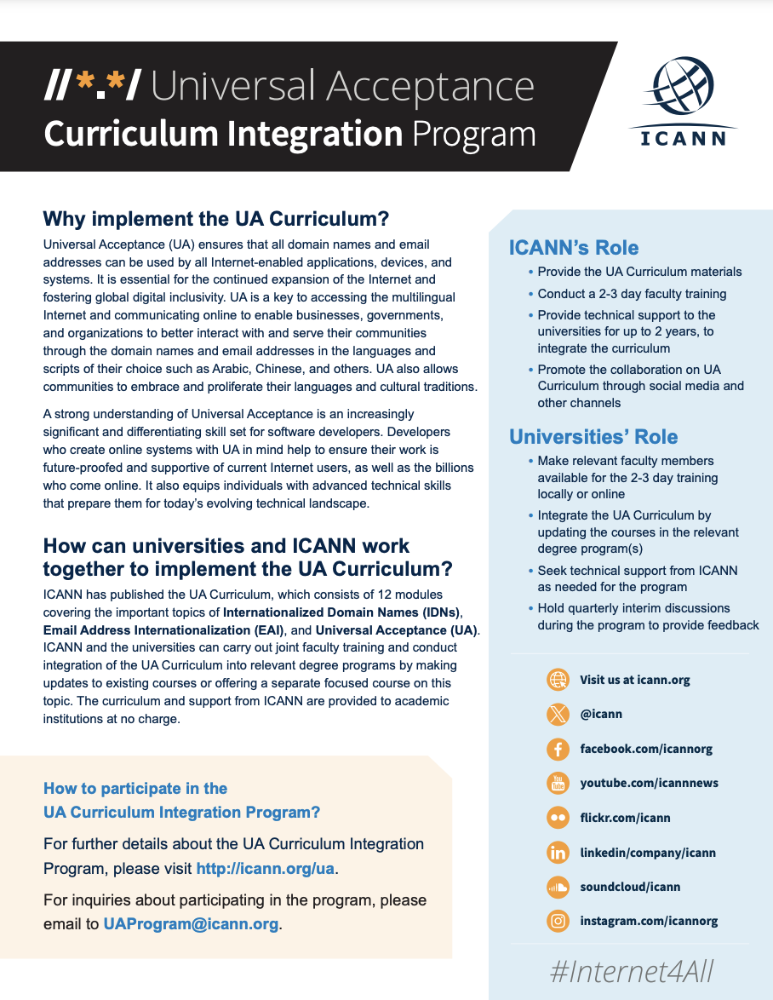 //*.*/ Universal Acceptance
Curriculum Integration Program
ICANN
Why implement the UA Curriculum?
Universal Acceptance (UA) ensures that all domain names and email
addresses can be used by all Internet-enabled applications, devices, and
systems. It is essential for the continued expansion of the Internet and
fostering global digital inclusivity. UA is a key to accessing the multilingual
Internet and communicating online to enable businesses, governments,
and organizations to better interact with and serve their communities
through the domain names and email addresses in the languages and
scripts of their choice such as Arabic, Chinese, and others. UA also allows
communities to embrace and proliferate their languages and cultural traditions.
A strong understanding of Universal Acceptance is an increasingly
significant and differentiating skill set for software developers. Developers
who create online systems with UA in mind help to ensure their work is
future-proofed and supportive of current Internet users, as well as the billions
who come online. It also equips individuals with advanced technical skills
that prepare them for today's evolving technical landscape.
How can universities and ICANN work
together to implement the UA Curriculum?
ICANN has published the UA Curriculum, which consists of 12 modules
covering the important topics of Internationalized Domain Names (IDNs),
Email Address Internationalization (EAI), and Universal Acceptance (UA).
ICANN and the universities can carry out joint faculty training and conduct
integration of the UA Curriculum into relevant degree programs by making
updates to existing courses or offering a separate focused course on this
topic. The curriculum and support from ICANN are provided to academic
institutions at no charge.
How to participate in the
UA Curriculum Integration Program?
For further details about the UA Curriculum Integration
Program, please visit http://icann.org/ua.
For inquiries about participating in the program, please
email to UAProgram@icann.org.
ICANN's Role
• Provide the UA Curriculum materials
• Conduct a 2-3 day faculty training
• Provide technical support to the
universities for up to 2 years, to
integrate the curriculum
• Promote the collaboration on UA
Curriculum through social media and
other channels
Universities' Role
• Make relevant faculty members
available for the 2-3 day training
locally or online
• Integrate the UA Curriculum by
updating the courses in the relevant
degree program(s)
• Seek technical support from ICANN
as needed for the program
• Hold quarterly interim discussions
during the program to provide feedback
Visit us at icann.org
@icann
facebook.com/icannorg
youtube.com/icannnews
flickr.com/icann
linkedin/company/icann
soundcloud/icann
instagram.com/icannorg
#Internet4All